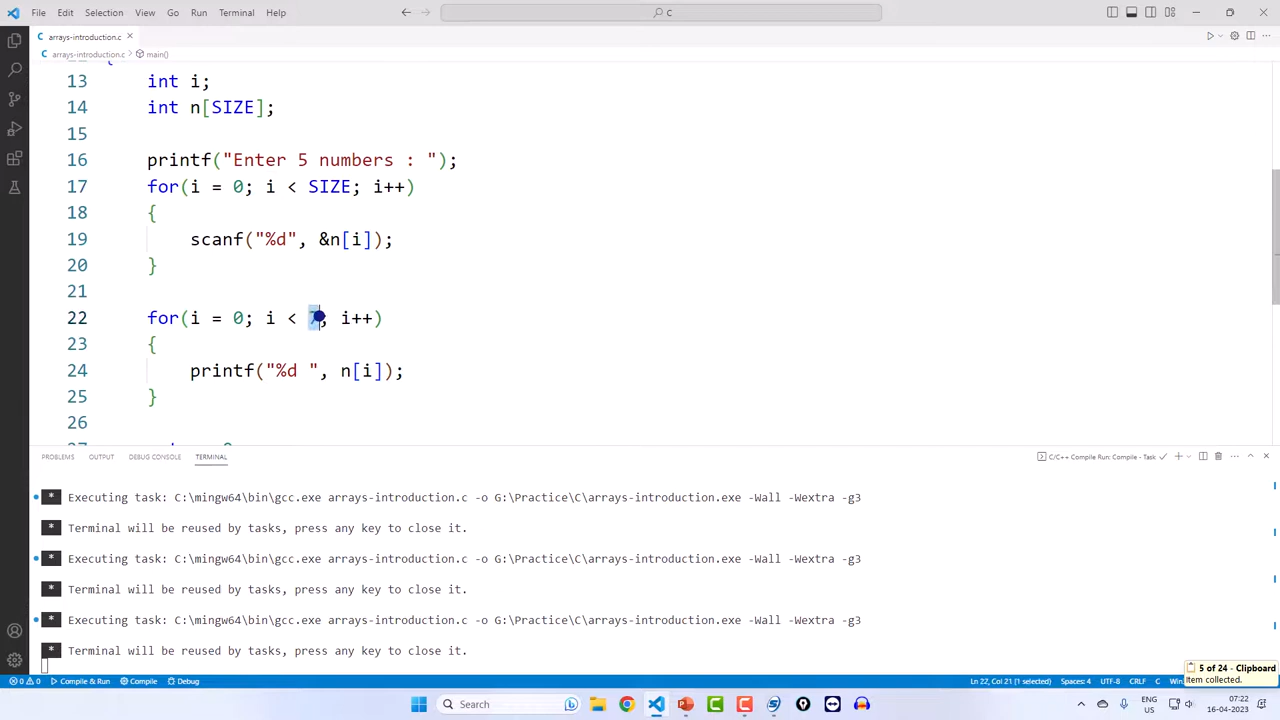 File Edit Selection View Go Run Terminal Help
C
arrays-introduction.c
arrays-introduction.c > main()
13 int i;
14 int n[SIZE];
15
16 printf("Enter 5 numbers : ");
17 for(i = 0; i < SIZE; i++)
18 {
19 scanf("%d", &n[i]);
20 }
21
22 for(i = 0; i < ; i++)
23 {
24 printf("%d ", n[i]);
25 }
26
PROBLEMS OUTPUT DEBUG CONSOLE TERMINAL
C/C++ Compile Run: Compile - Task
* Executing task: C:\mingw64\bin\gcc.exe arrays-introduction.c -o G:\Practice\C\arrays-introduction.exe -Wall -Wextra -g3
* Terminal will be reused by tasks, press any key to close it.
* Executing task: C:\mingw64\bin\gcc.exe arrays-introduction.c -o G:\Practice\C\arrays-introduction.exe -Wall -Wextra -g3
* Terminal will be reused by tasks, press any key to close it.
* Executing task: C:\mingw64\bin\gcc.exe arrays-introduction.c -o G:\Practice\C\arrays-introduction.exe -Wall -Wextra -g3
* Terminal will be reused by tasks, press any key to close it.
5 of 24 - Clipboard
Item collected.
0 0 Compile & Run Compile Debug Ln 22, Col 21 (1 selected) Spaces: 4 UTF-8 CRLF C
Search
ENG
US
07:22
16-04-2023